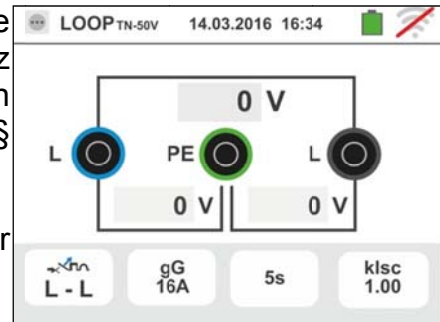 e
z
n
§
r
LOOP TN-50V 14.03.2016 16:34
0 V
L PE L
0 V 0 V
L - L gG 16A 5s kIsc 1.00